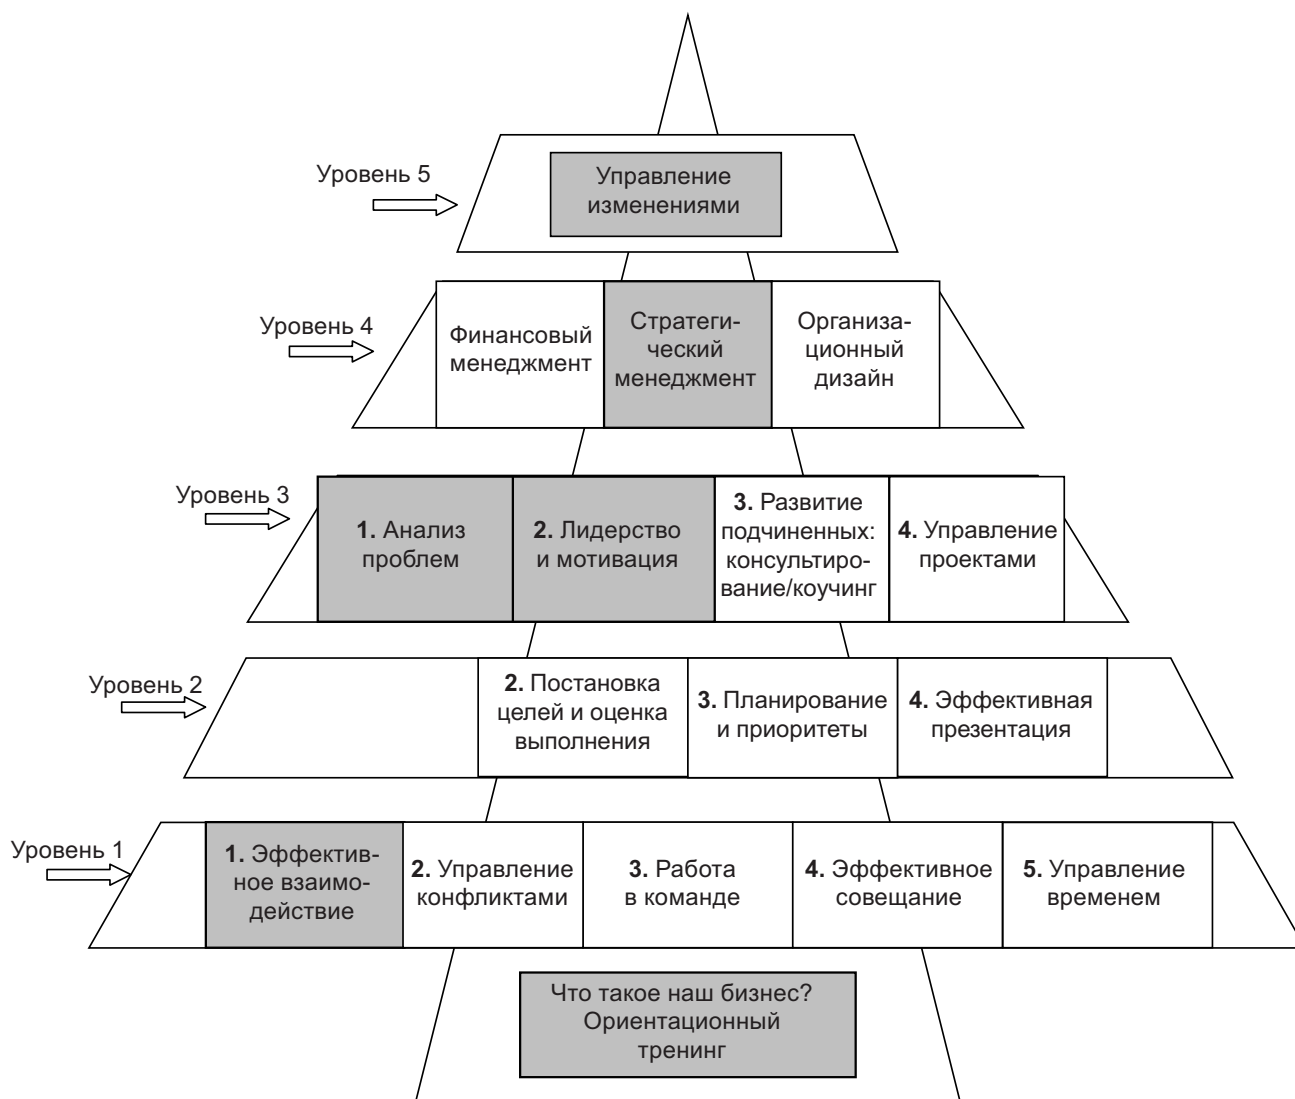 Уровень 5
Управление
изменениями
Уровень 4
Финансовый
менеджмент
Стратеги-
ческий
менеджмент
Организа-
ционный
дизайн
Уровень 3
1. Анализ
проблем
2. Лидерство
и мотивация
3. Развитие
подчиненных:
консультиро-
вание/коучинг
4. Управление
проектами
Уровень 2
2. Постановка
целей и оценка
выполнения
3. Планирование
и приоритеты
4. Эффективная
презентация
Уровень 1
1. Эффектив-
ное взаимо-
действие
2. Управление
конфликтами
3. Работа
в команде
4. Эффективное
совещание
5. Управление
временем
Что такое наш бизнес?
Ориентационный
тренинг